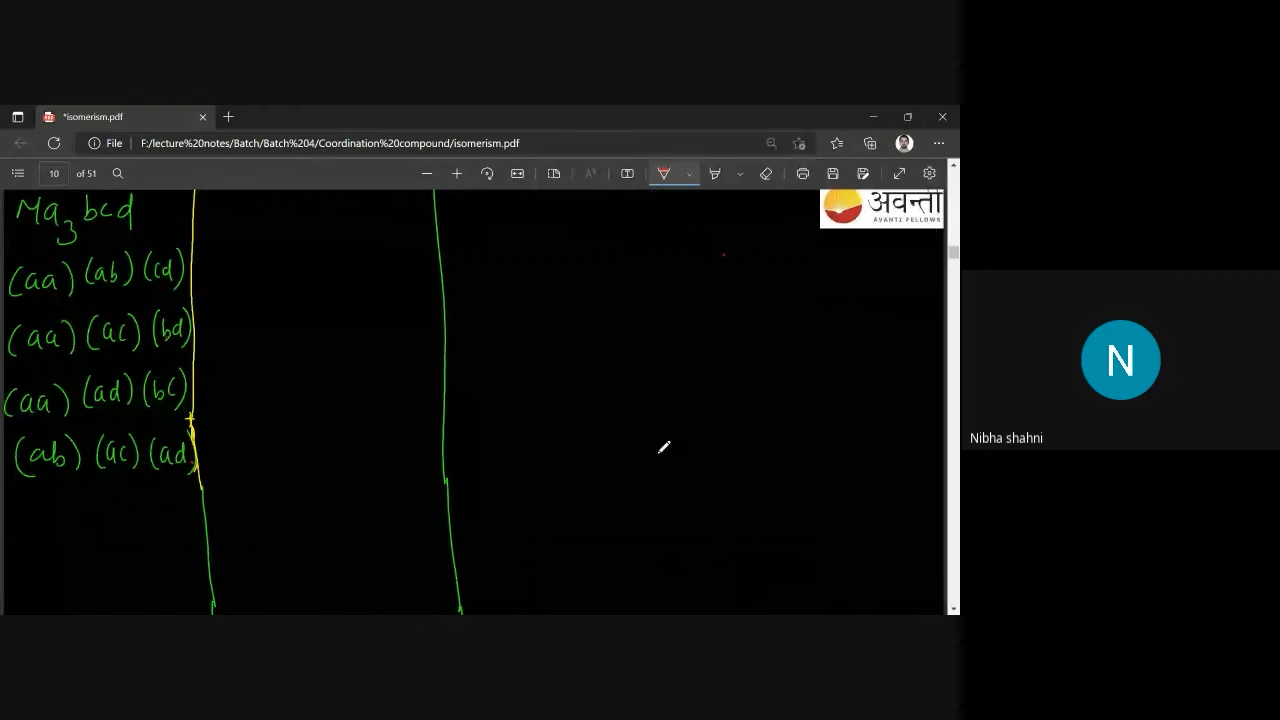 *isomerism.pdf
File F:/lecture%20notes/Batch/Batch%204/Coordination%20compound/isomerism.pdf
10 of 51
अवन्ती
AVANTI FELLOWS
Ma3bcd
(aa) (ab) (cd)
(aa) (ac) (bd)
(aa) (ad) (bc)
(ab) (ac) (ad)
N
Nibha shahni